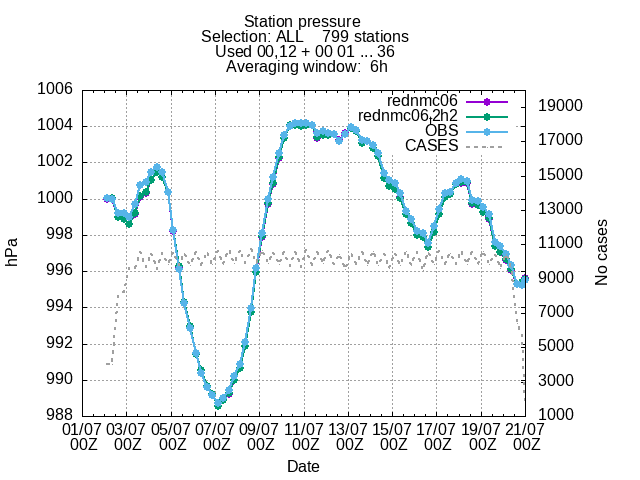 Station pressure
Selection: ALL 799 stations
Used 00,12 + 00 01 ... 36
Averaging window: 6h
rednmc06
rednmc06,2h2
OBS
CASES
1006
1004
1002
1000
998
996
994
992
990
988
hPa
19000
17000
15000
13000
11000
9000
7000
5000
3000
1000
No cases
01/07 03/07 05/07 07/07 09/07 11/07 13/07 15/07 17/07 19/07 21/07
00Z 00Z 00Z 00Z 00Z 00Z 00Z 00Z 00Z 00Z 00Z
Date